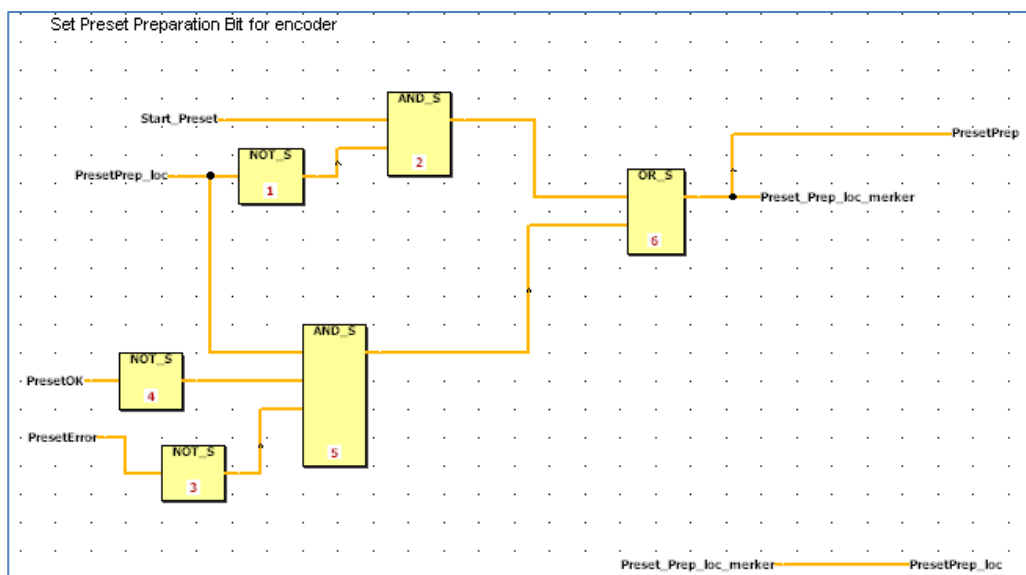 Set Preset Preparation Bit for encoder
AND_S
Start_Preset
2
PresetPrep
NOT_S
PresetPrep_loc
1
OR_S
Preset_Prep_loc_merker
6
AND_S
NOT_S
PresetOK
4
PresetError
NOT_S
5
3
Preset_Prep_loc_merker
PresetPrep_loc